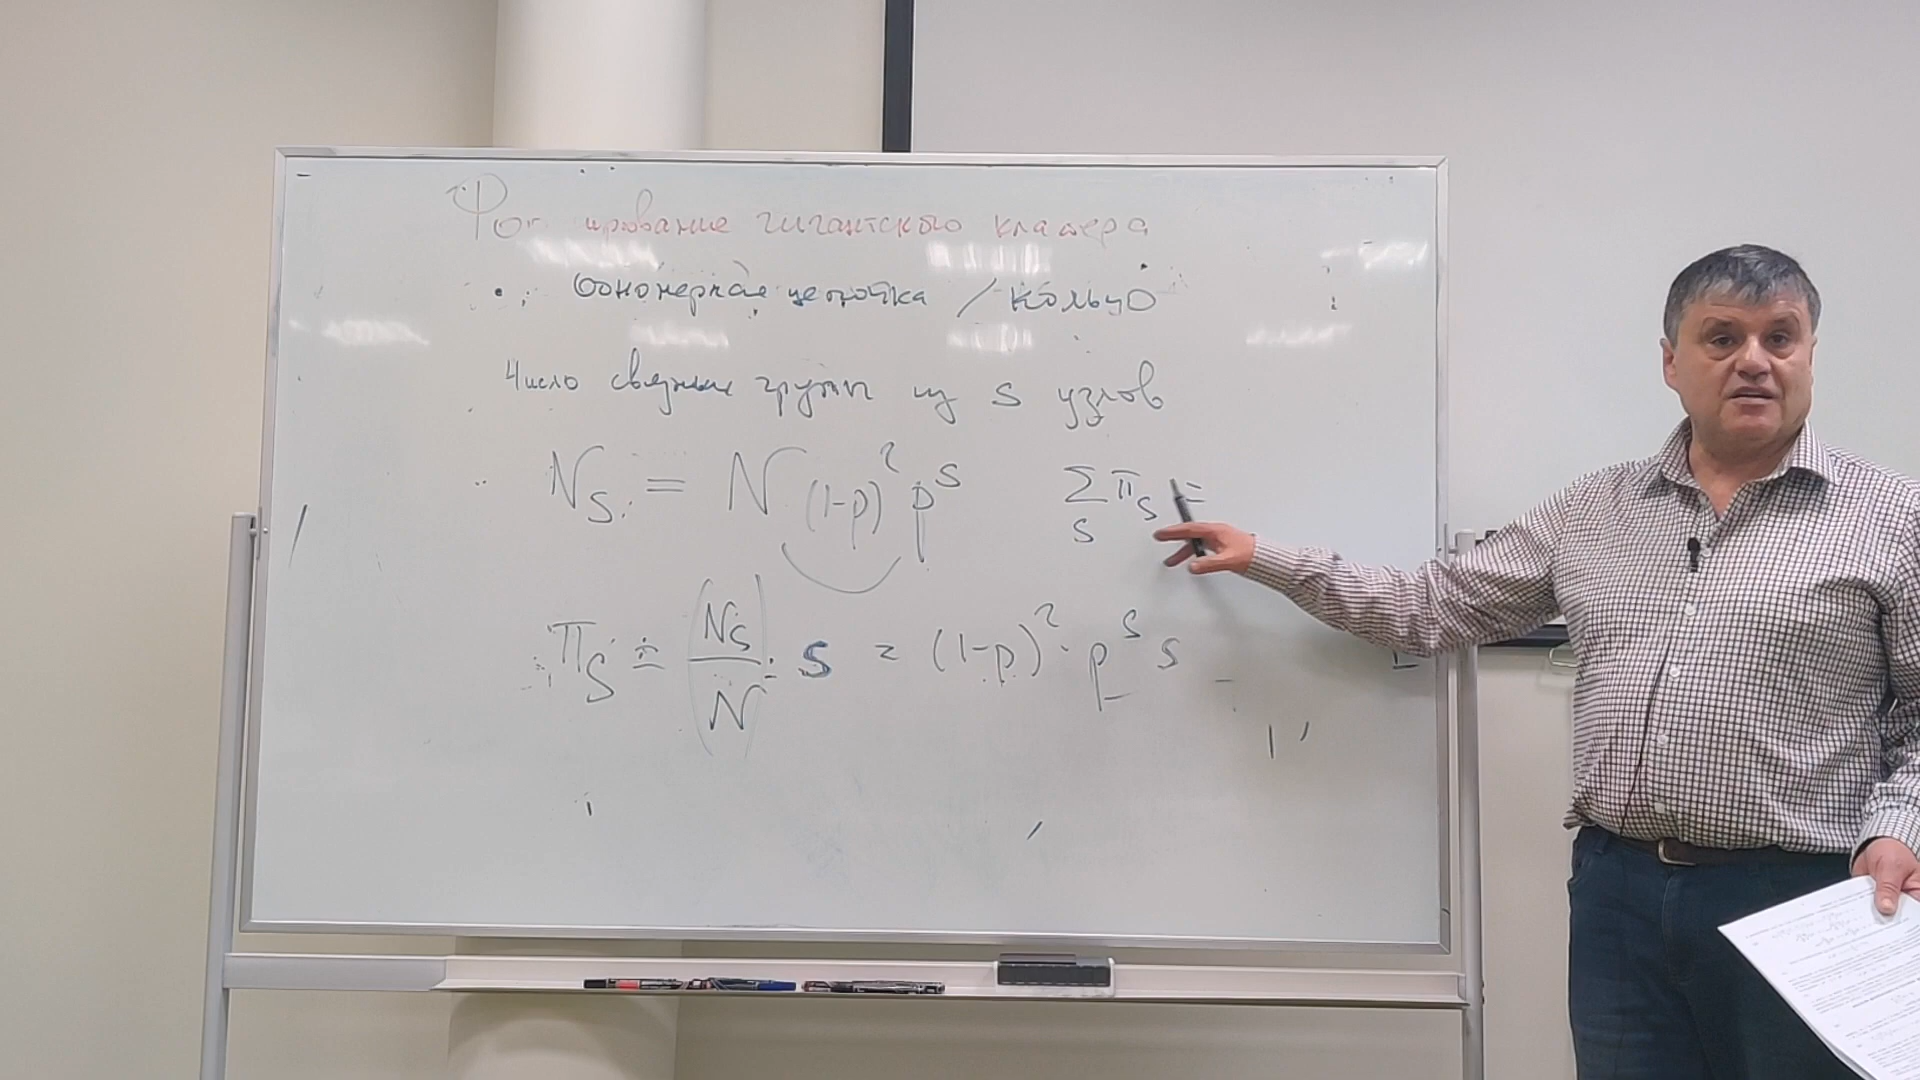 Формирование гигантского кластера
• Одномерная цепочка / кольцо
Число связных групп из s узлов
N_s = N (1-p)^2 p^s
∑_s π_s =
π_s = (N_s / N) · s = (1-p)^2 · p^s s